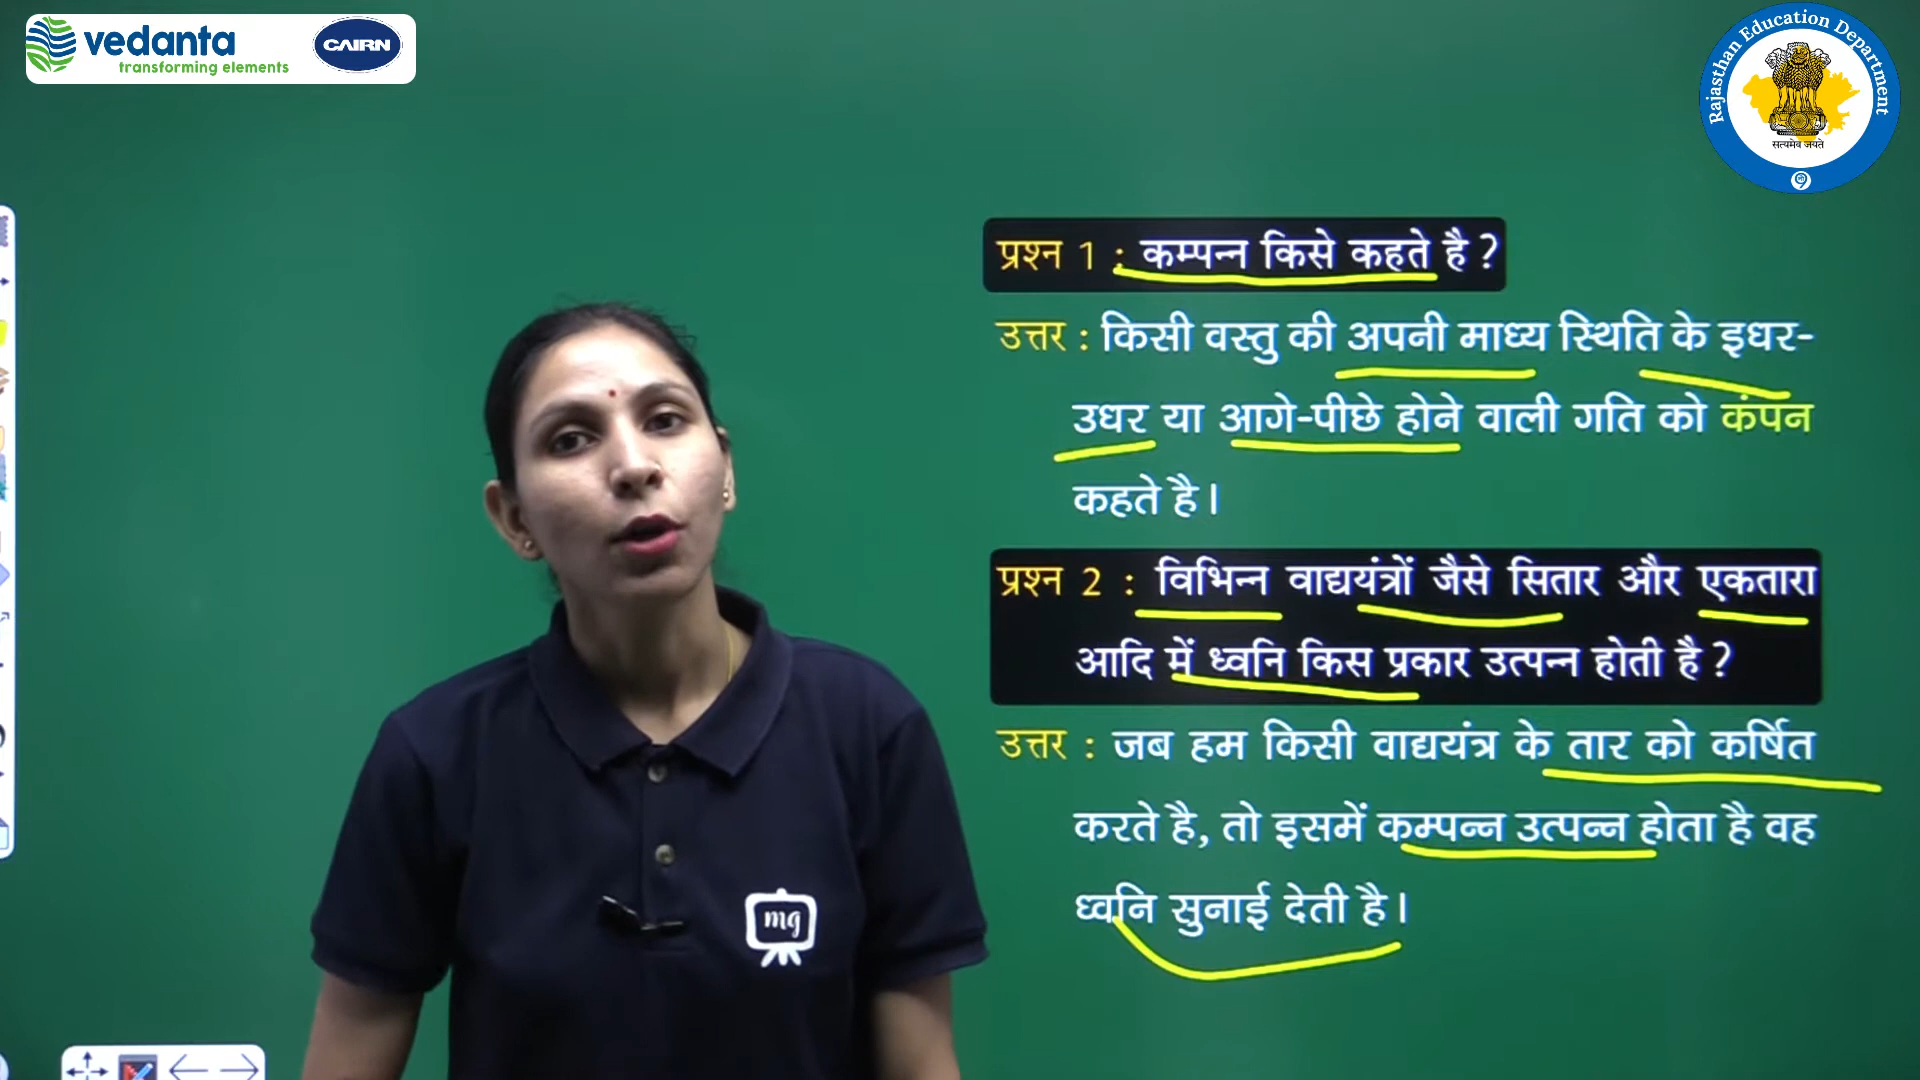 vedanta
transforming elements
CAIRN
Rajasthan Education Department
सत्यमेव जयते
प्रश्न 1 : कम्पन्न किसे कहते है ?
उत्तर : किसी वस्तु की अपनी माध्य स्थिति के इधर-
उधर या आगे-पीछे होने वाली गति को कंपन
कहते है ।
प्रश्न 2 : विभिन्न वाद्ययंत्रों जैसे सितार और एकतारा
आदि में ध्वनि किस प्रकार उत्पन्न होती है ?
उत्तर : जब हम किसी वाद्ययंत्र के तार को कर्षित
करते है, तो इसमें कम्पन्न उत्पन्न होता है वह
ध्वनि सुनाई देती है ।
mg